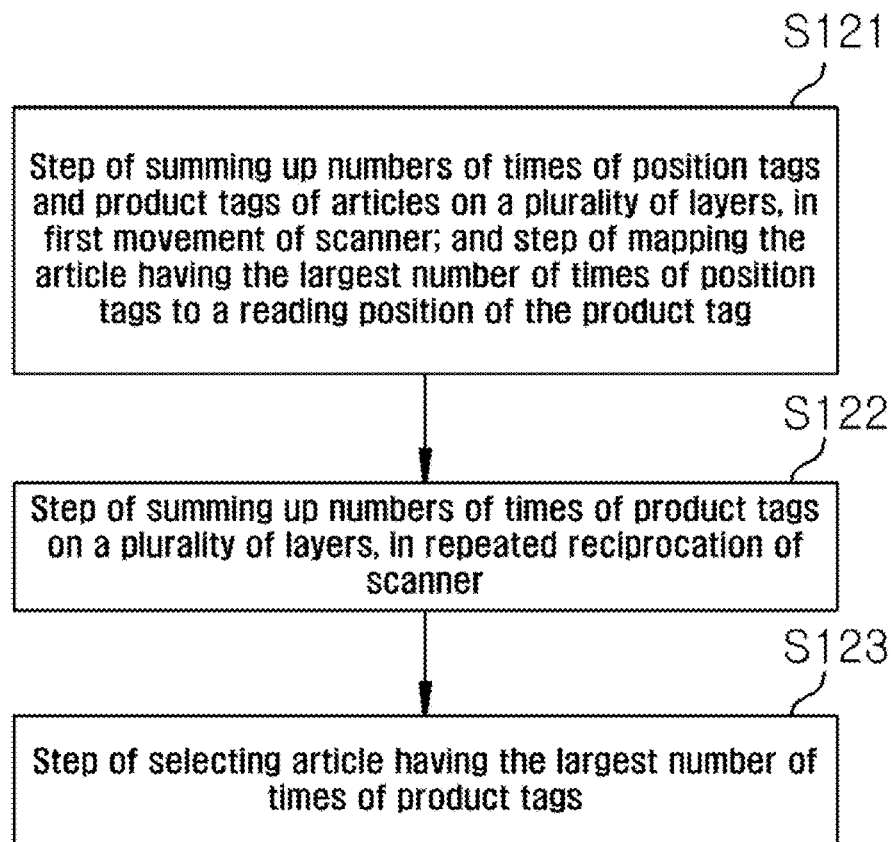 S121
Step of summing up numbers of times of position tags
and product tags of articles on a plurality of layers, in
first movement of scanner; and step of mapping the
article having the largest number of times of position
tags to a reading position of the product tag
S122
Step of summing up numbers of times of product tags
on a plurality of layers, in repeated reciprocation of
scanner
S123
Step of selecting article having the largest number of
times of product tags